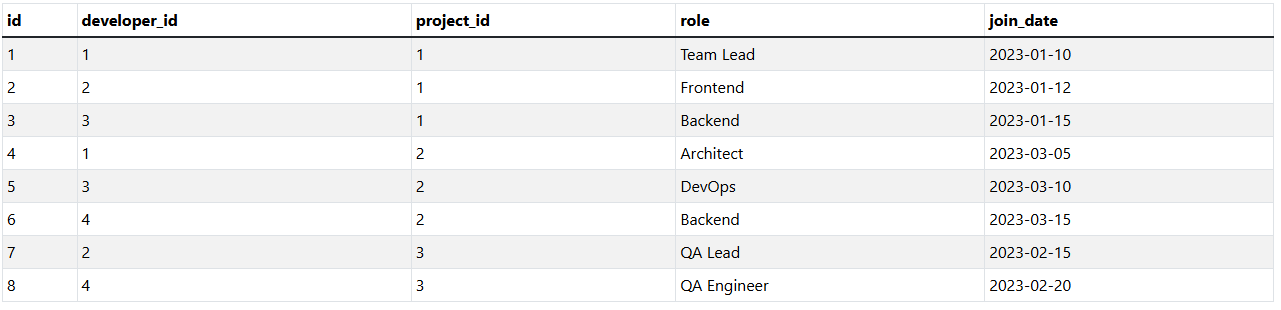 id developer_id project_id role join_date
1 1 1 Team Lead 2023-01-10
2 2 1 Frontend 2023-01-12
3 3 1 Backend 2023-01-15
4 1 2 Architect 2023-03-05
5 3 2 DevOps 2023-03-10
6 4 2 Backend 2023-03-15
7 2 3 QA Lead 2023-02-15
8 4 3 QA Engineer 2023-02-20